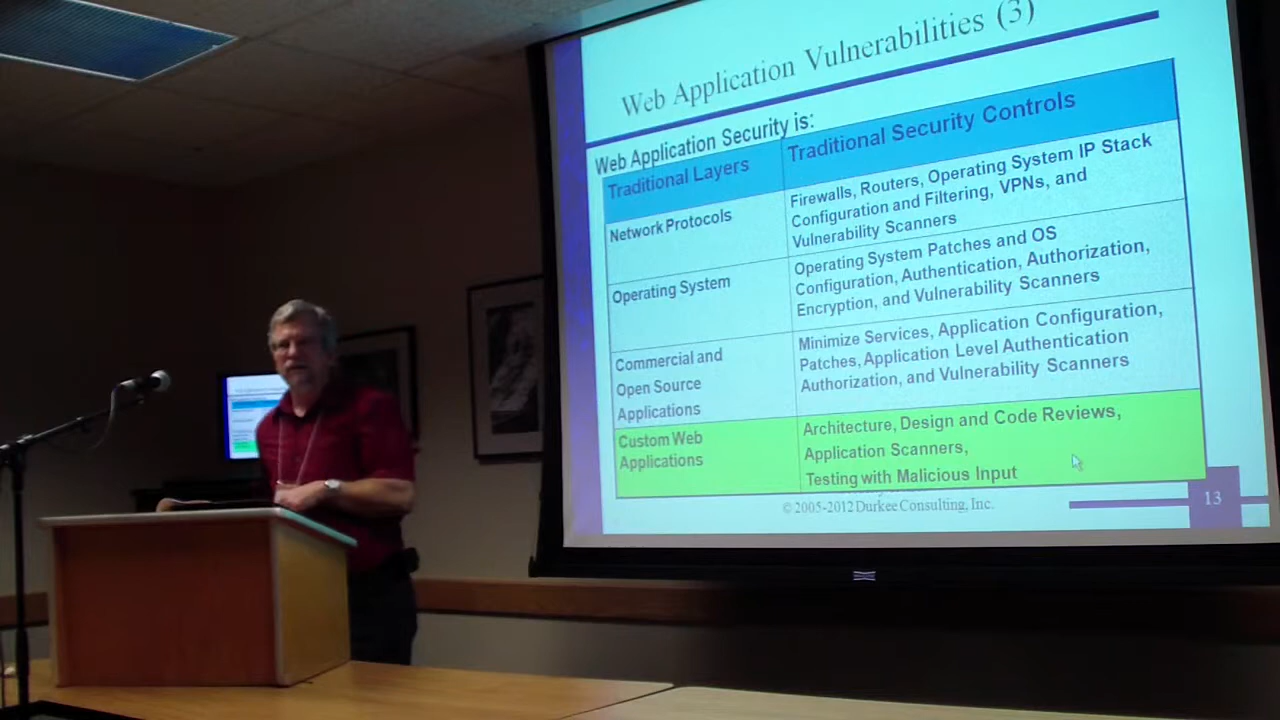 Web Application Vulnerabilities (3)
Web Application Security is:
Traditional Layers
Traditional Security Controls
Network Protocols
Firewalls, Routers, Operating System IP Stack
Configuration and Filtering, VPNs, and
Vulnerability Scanners
Operating System
Operating System Patches and OS
Configuration, Authentication, Authorization,
Encryption, and Vulnerability Scanners
Commercial and
Open Source
Applications
Minimize Services, Application Configuration,
Patches, Application Level Authentication
Authorization, and Vulnerability Scanners
Custom Web
Applications
Architecture, Design and Code Reviews,
Application Scanners,
Testing with Malicious Input
© 2005-2012 Durkee Consulting, Inc.
13